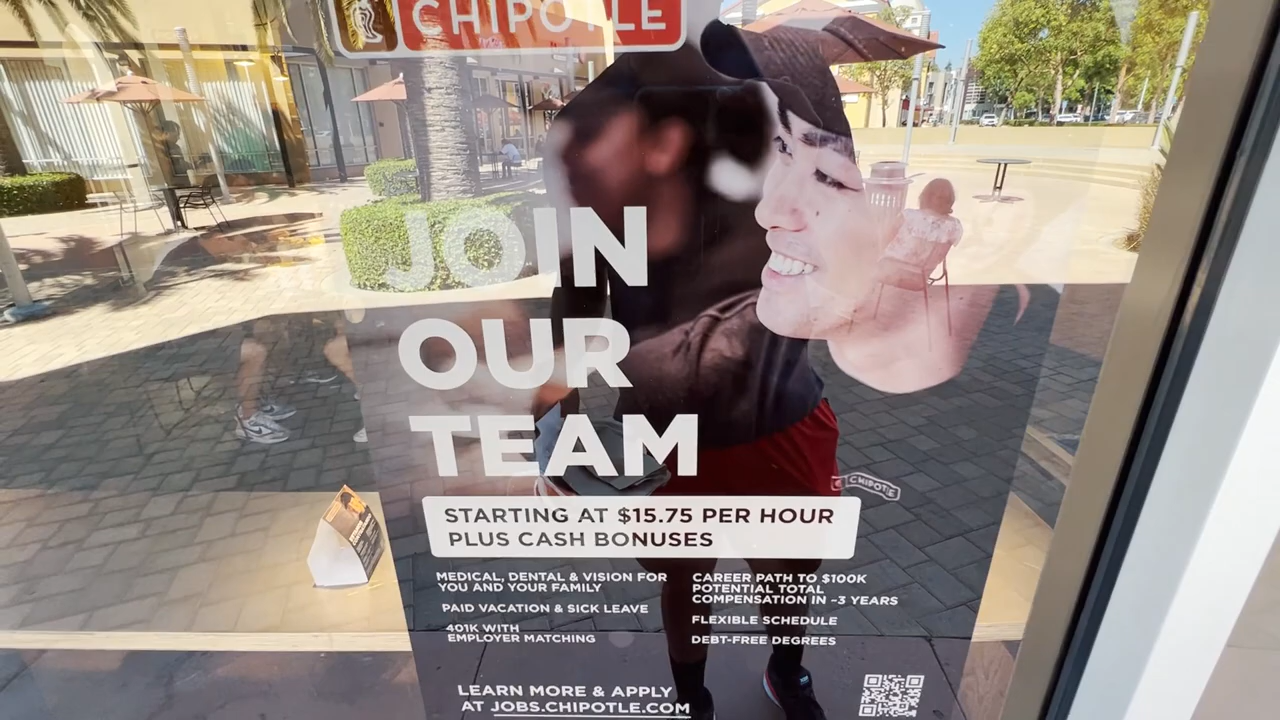 CHIPOTLE
JOIN
OUR
TEAM
CHIPOTLE
STARTING AT $15.75 PER HOUR
PLUS CASH BONUSES
MEDICAL, DENTAL & VISION FOR
YOU AND YOUR FAMILY
PAID VACATION & SICK LEAVE
401K WITH
EMPLOYER MATCHING
CAREER PATH TO $100K
POTENTIAL TOTAL
COMPENSATION IN ~3 YEARS
FLEXIBLE SCHEDULE
DEBT-FREE DEGREES
LEARN MORE & APPLY
AT JOBS.CHIPOTLE.COM